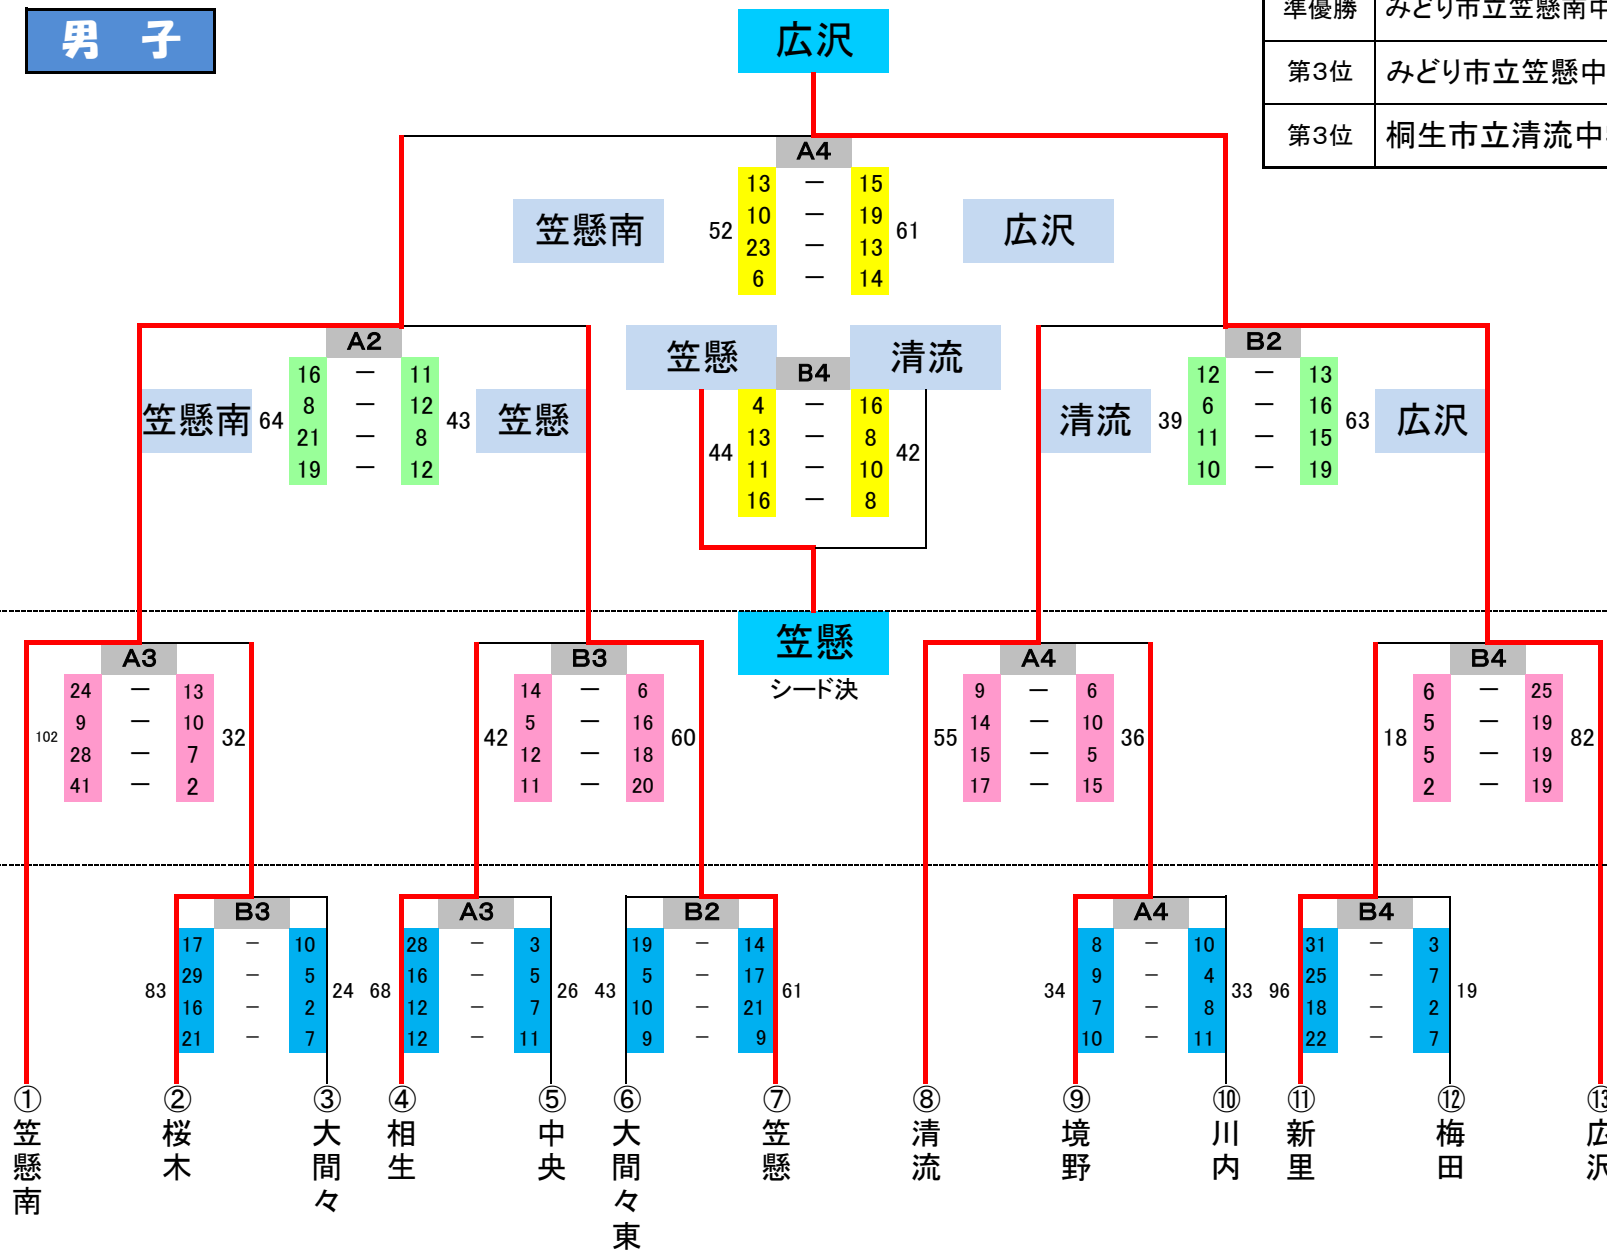 男 子
広沢
準優勝 みどり市立笠懸南中
第3位 みどり市立笠懸中
第3位 桐生市立清流中
A4
13 － 15
10 － 19
23 － 13
6 － 14
笠懸南 52 61 広沢
A2
16 － 11
8 － 12
21 － 8
19 － 12
笠懸南 64 43 笠懸
笠懸 清流
B4
4 － 16
13 － 8
11 － 10
16 － 8
44 42
B2
12 － 13
6 － 16
11 － 15
10 － 19
清流 39 63 広沢
笠懸
シード決
A3
24 － 13
9 － 10
28 － 7
41 － 2
102 32
B3
14 － 6
5 － 16
12 － 18
11 － 20
42 60
A4
9 － 6
14 － 10
15 － 5
17 － 15
55 36
B4
6 － 25
5 － 19
5 － 19
2 － 19
18 82
B3
17 － 10
29 － 5
16 － 2
21 － 7
83 24
A3
28 － 3
16 － 5
12 － 7
12 － 11
68 26
B2
19 － 14
5 － 17
10 － 21
9 － 9
43 61
A4
8 － 10
9 － 4
7 － 8
10 － 11
34 33
B4
31 － 3
25 － 7
18 － 2
22 － 7
96 19
① 笠懸南
② 桜木
③ 大間々
④ 相生
⑤ 中央
⑥ 大間々東
⑦ 笠懸
⑧ 清流
⑨ 境野
⑩ 川内
⑪ 新里
⑫ 梅田
⑬ 広沢